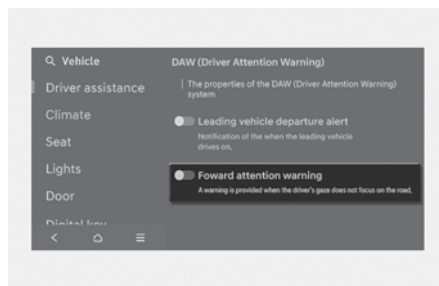 Vehicle
Driver assistance
Climate
Seat
Lights
Door
Digital key
DAW (Driver Attention Warning)
The properties of the DAW (Driver Attention Warning)
system
Leading vehicle departure alert
Notification of the when the leading vehicle
drives on,
Foward attention warning
A warning is provided when the driver's gaze does not focus on the road,